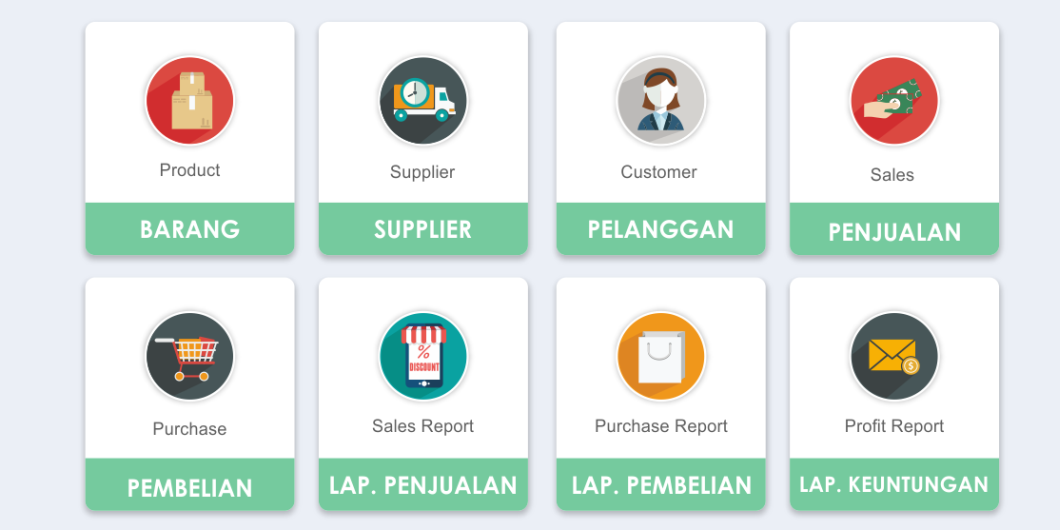 Product
BARANG
Supplier
SUPPLIER
Customer
PELANGGAN
Sales
PENJUALAN
Purchase
PEMBELIAN
%
DISCOUNT
Sales Report
LAP. PENJUALAN
Purchase Report
LAP. PEMBELIAN
$
Profit Report
LAP. KEUNTUNGAN